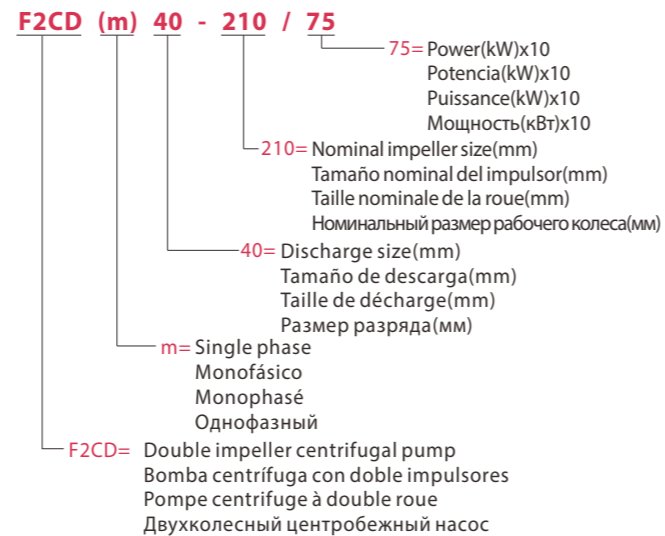 F2CD (m) 40 - 210 / 75
75= Power(kW)x10
Potencia(kW)x10
Puissance(kW)x10
Мощность(кВт)x10
210= Nominal impeller size(mm)
Tamaño nominal del impulsor(mm)
Taille nominale de la roue(mm)
Номинальный размер рабочего колеса(мм)
40= Discharge size(mm)
Tamaño de descarga(mm)
Taille de décharge(mm)
Размер разряда(мм)
m= Single phase
Monofásico
Monophasé
Однофазный
F2CD= Double impeller centrifugal pump
Bomba centrífuga con doble impulsores
Pompe centrifuge à double roue
Двухколесный центробежный насос